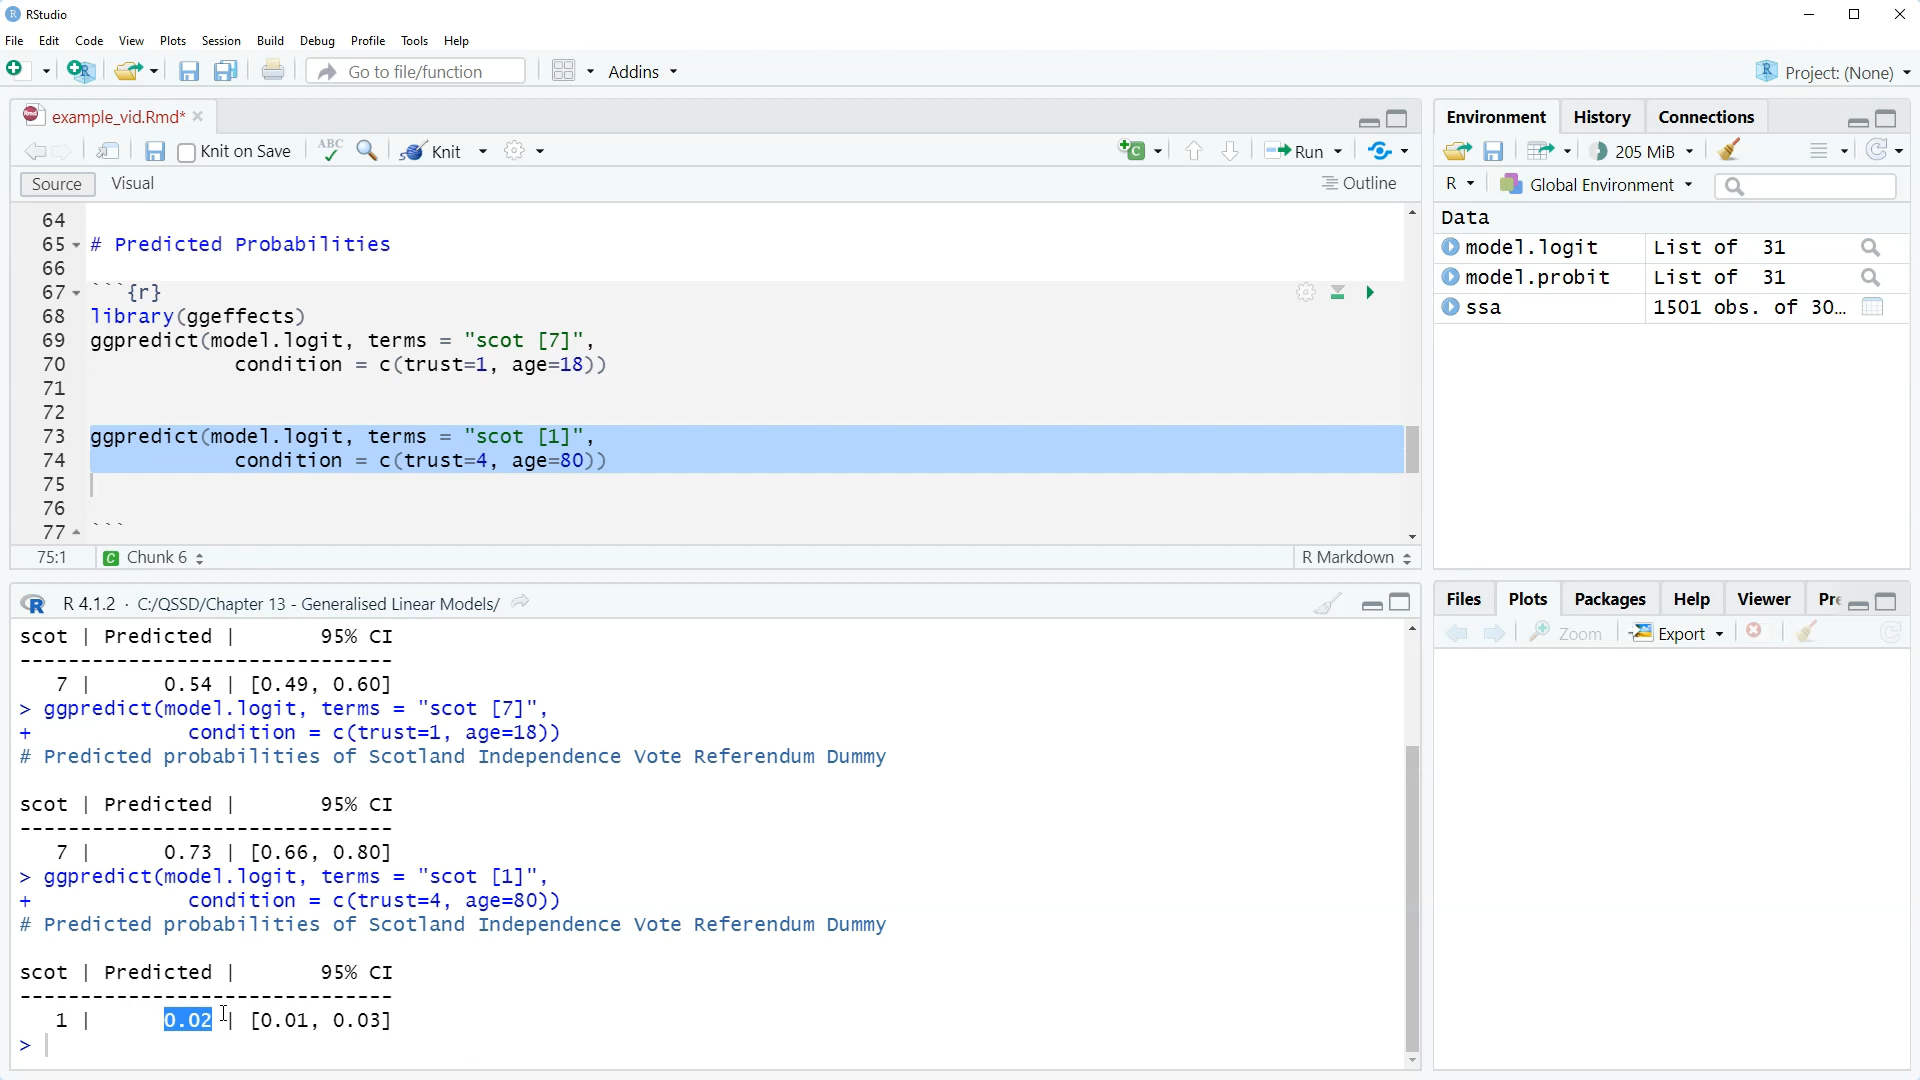 RStudio
File Edit Code View Plots Session Build Debug Profile Tools Help
Go to file/function Addins Project: (None)
example_vid.Rmd*
Knit on Save ABC Knit Run
Source Visual Outline
64
65 # Predicted Probabilities
66
67 ```{r}
68 library(ggeffects)
69 ggpredict(model.logit, terms = "scot [7]",
70 condition = c(trust=1, age=18))
71
72
73 ggpredict(model.logit, terms = "scot [1]",
74 condition = c(trust=4, age=80))
75
76
77 ```
75:1 C Chunk 6 R Markdown
R R 4.1.2 · C:/QSSD/Chapter 13 - Generalised Linear Models/
scot | Predicted | 95% CI
-------------------------------
7 | 0.54 | [0.49, 0.60]
> ggpredict(model.logit, terms = "scot [7]",
+ condition = c(trust=1, age=18))
# Predicted probabilities of Scotland Independence Vote Referendum Dummy
scot | Predicted | 95% CI
-------------------------------
7 | 0.73 | [0.66, 0.80]
> ggpredict(model.logit, terms = "scot [1]",
+ condition = c(trust=4, age=80))
# Predicted probabilities of Scotland Independence Vote Referendum Dummy
scot | Predicted | 95% CI
-------------------------------
1 | 0.02 | [0.01, 0.03]
>
Environment History Connections
205 MiB
R Global Environment
Data
model.logit List of 31
model.probit List of 31
ssa 1501 obs. of 30…
Files Plots Packages Help Viewer Pre
Zoom Export